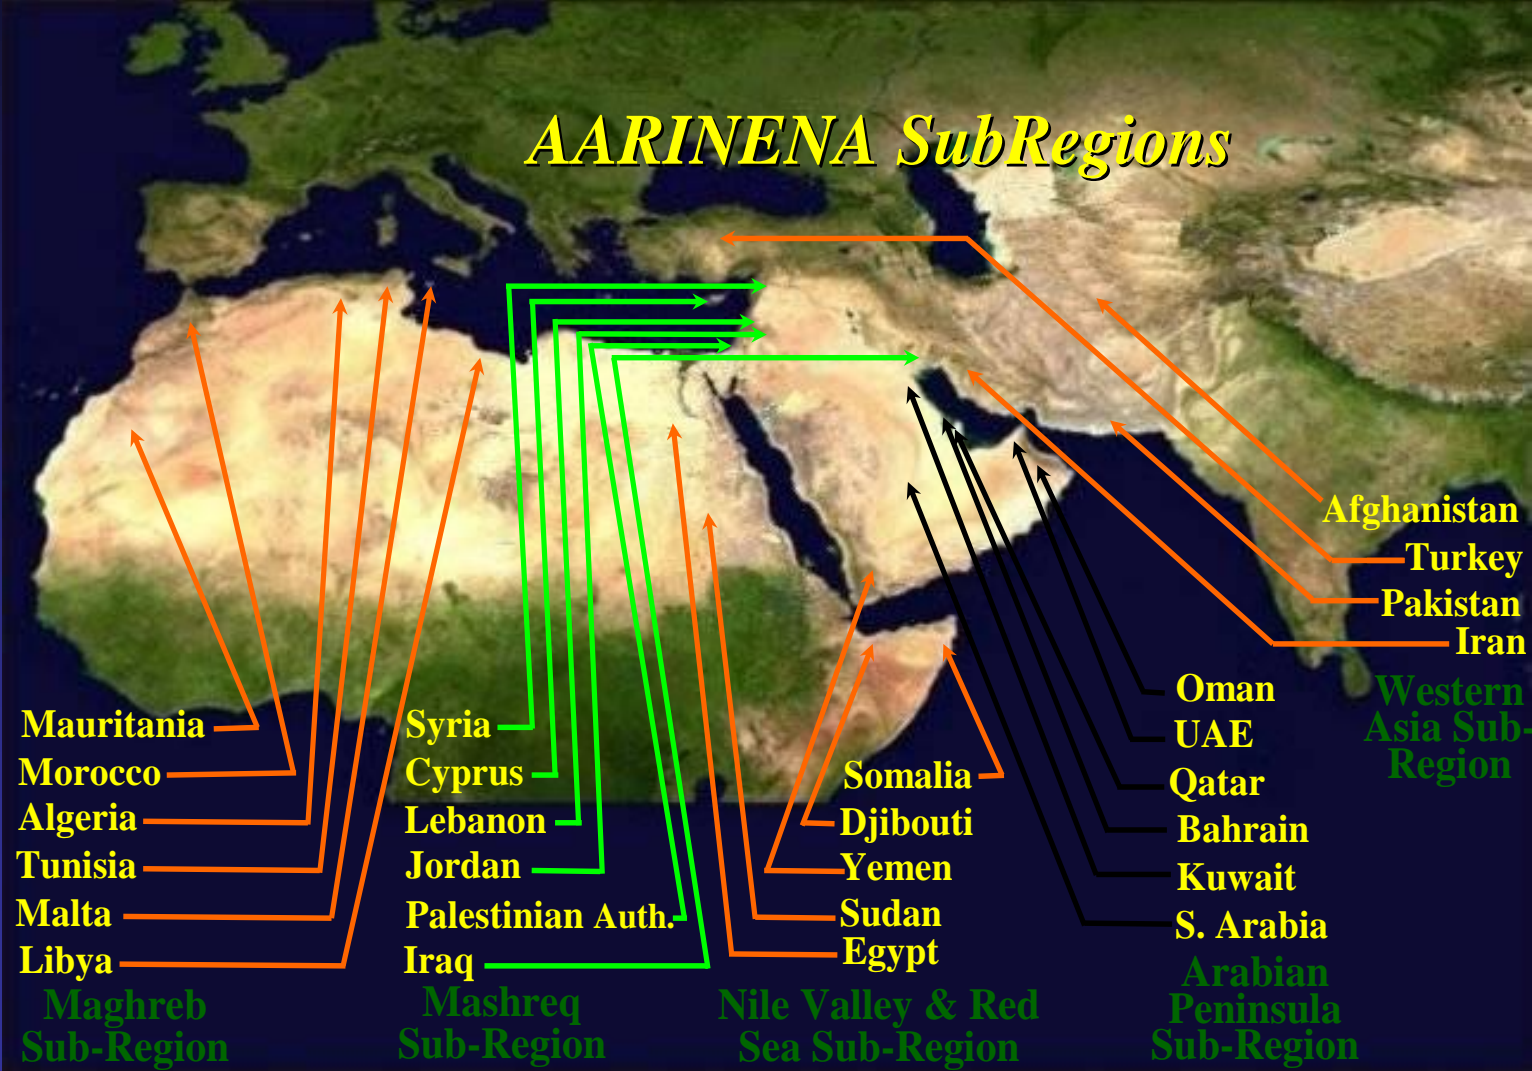 AARINENA SubRegions
Mauritania
Morocco
Algeria
Tunisia
Malta
Libya
Maghreb
Sub-Region
Syria
Cyprus
Lebanon
Jordan
Palestinian Auth.
Iraq
Mashreq
Sub-Region
Somalia
Djibouti
Yemen
Sudan
Egypt
Nile Valley & Red
Sea Sub-Region
Oman
UAE
Qatar
Bahrain
Kuwait
S. Arabia
Arabian
Peninsula
Sub-Region
Afghanistan
Turkey
Pakistan
Iran
Western
Asia Sub-
Region